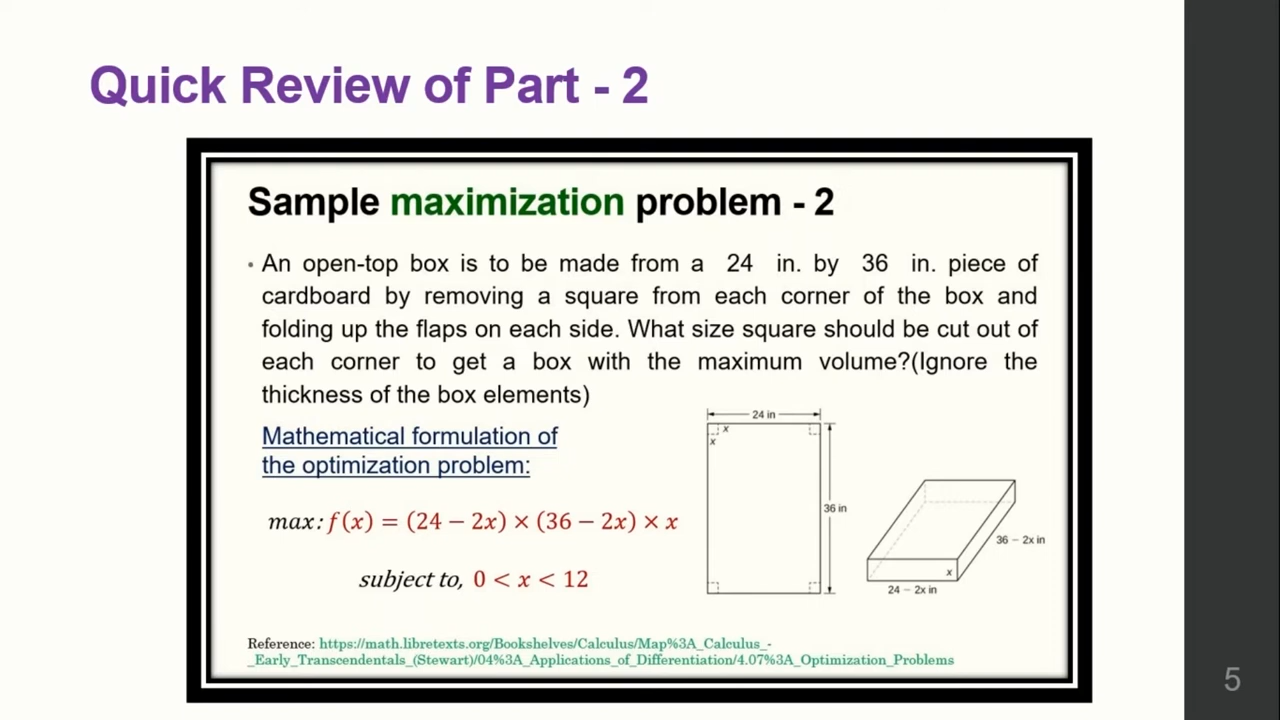 Quick Review of Part - 2
Sample maximization problem - 2
• An open-top box is to be made from a 24 in. by 36 in. piece of
cardboard by removing a square from each corner of the box and
folding up the flaps on each side. What size square should be cut out of
each corner to get a box with the maximum volume?(Ignore the
thickness of the box elements)
Mathematical formulation of
the optimization problem:
max: f(x) = (24 − 2x) × (36 − 2x) × x
subject to, 0 < x < 12
24 in
x
x
36 in
36 − 2x in
x
24 − 2x in
Reference: https://math.libretexts.org/Bookshelves/Calculus/Map%3A_Calculus_-
_Early_Transcendentals_(Stewart)/04%3A_Applications_of_Differentiation/4.07%3A_Optimization_Problems
5